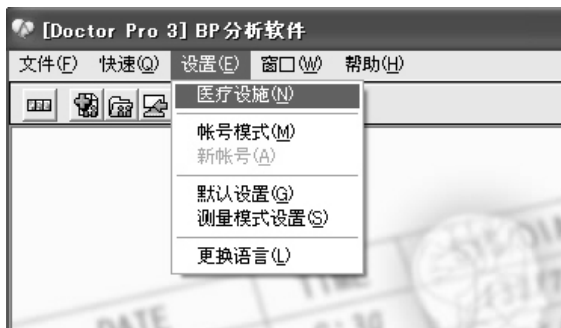 [Doctor Pro 3] BP分析软件
文件(F) 快速(Q) 设置(E) 窗口(W) 帮助(H)
医疗设施(N)
帐号模式(M)
新帐号(A)
默认设置(G)
测量模式设置(S)
更换语言(L)
TIME
DATE